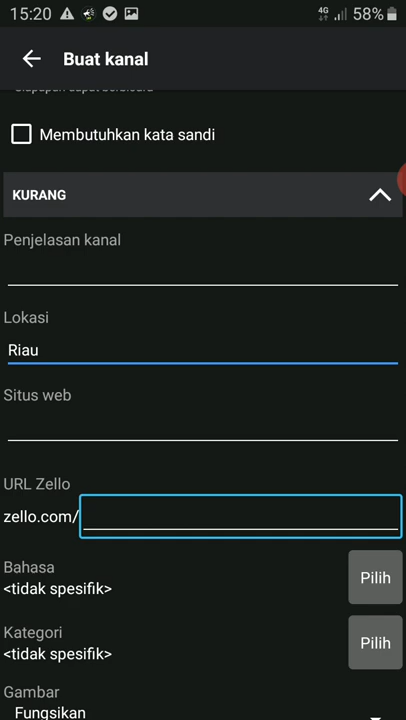 15:20
4G
58%
Buat kanal
Membutuhkan kata sandi
KURANG
Penjelasan kanal
Lokasi
Riau
Situs web
URL Zello
zello.com/
Bahasa
<tidak spesifik>
Pilih
Kategori
<tidak spesifik>
Pilih
Gambar
Fungsikan